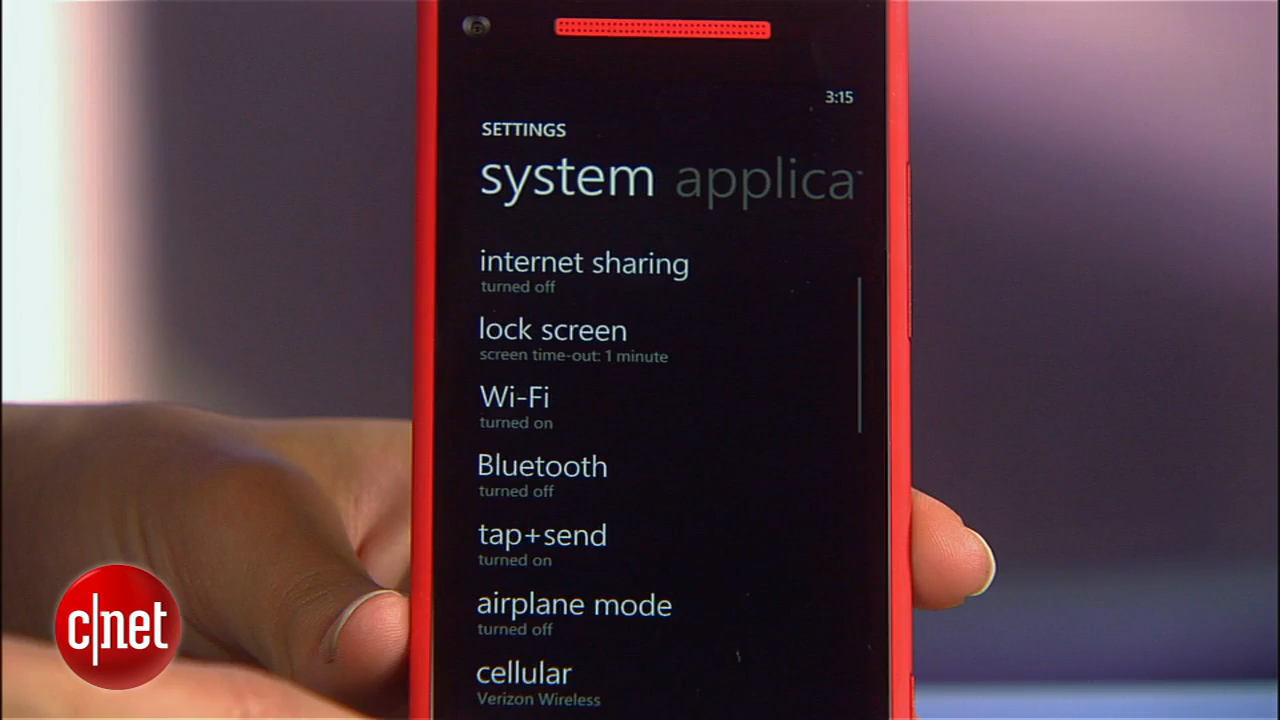 3:15
SETTINGS
system applica
internet sharing
turned off
lock screen
screen time-out: 1 minute
Wi-Fi
turned on
Bluetooth
turned off
tap+send
turned on
airplane mode
turned off
cellular
Verizon Wireless
c|net